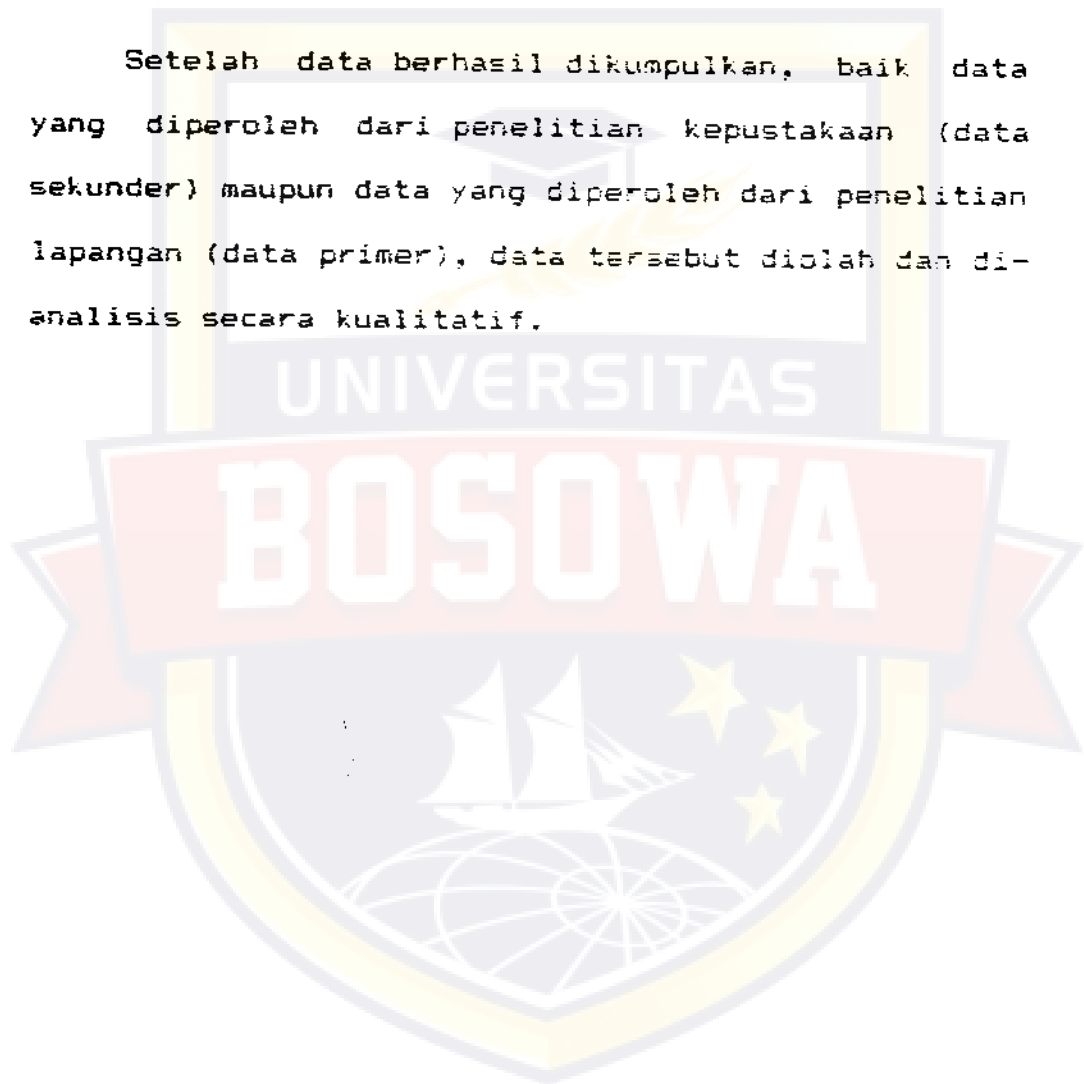 Setelah data berhasil dikumpulkan, baik data
yang diperoleh dari penelitian kepustakaan (data
sekunder) maupun data yang diperoleh dari penelitian
lapangan (data primer), data tersebut diolah dan di-
analisis secara kualitatif.
UNIVERSITAS
BOSOWA